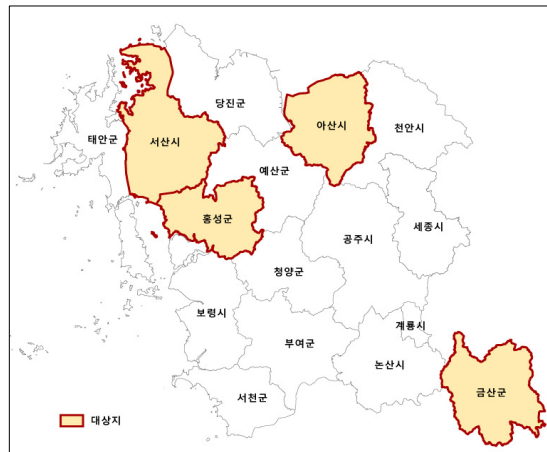 당진군
아산시
천안시
태안군
서산시
예산군
홍성군
공주시
세종시
청양군
보령시
계룡시
부여군
논산시
서천군
금산군
대상지